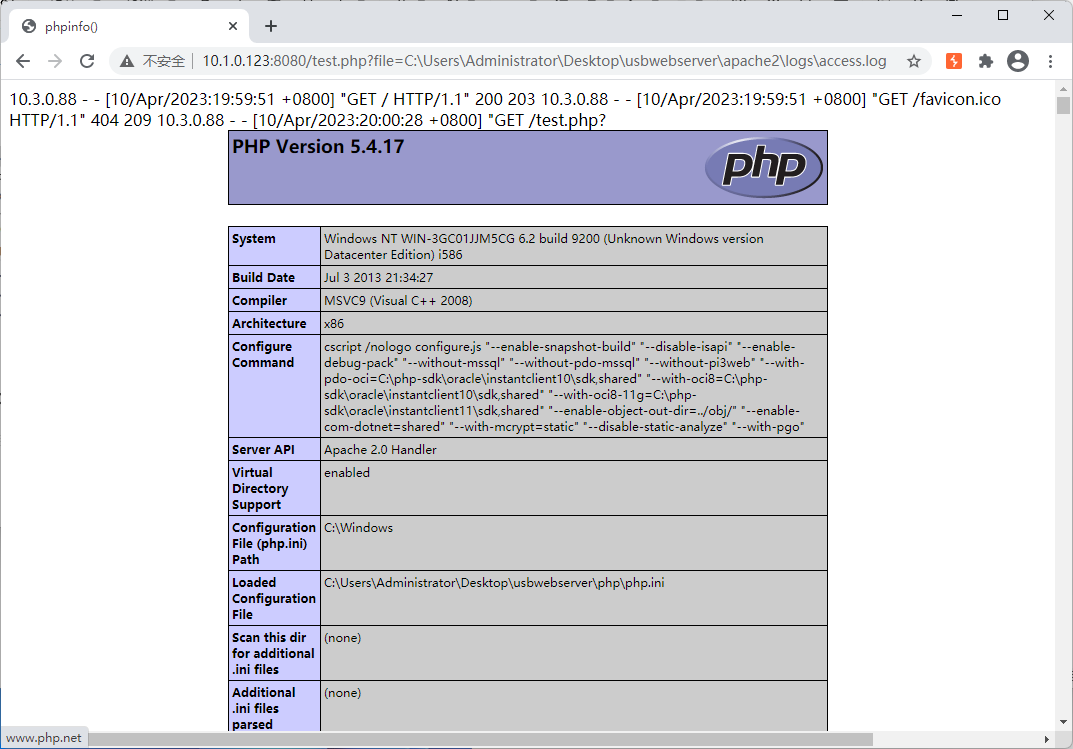 phpinfo()
不安全
10.1.0.123:8080/test.php?file=C:\Users\Administrator\Desktop\usbwebserver\apache2\logs\access.log
10.3.0.88 - - [10/Apr/2023:19:59:51 +0800] "GET / HTTP/1.1" 200 203 10.3.0.88 - - [10/Apr/2023:19:59:51 +0800] "GET /favicon.ico
HTTP/1.1" 404 209 10.3.0.88 - - [10/Apr/2023:20:00:28 +0800] "GET /test.php?
PHP Version 5.4.17
php
System
Windows NT WIN-3GC01JJM5CG 6.2 build 9200 (Unknown Windows version
Datacenter Edition) i586
Build Date
Jul 3 2013 21:34:27
Compiler
MSVC9 (Visual C++ 2008)
Architecture
x86
Configure
Command
cscript /nologo configure.js "--enable-snapshot-build" "--disable-isapi" "--enable-
debug-pack" "--without-mssql" "--without-pdo-mssql" "--without-pi3web" "--with-
pdo-oci=C:\php-sdk\oracle\instantclient10\sdk,shared" "--with-oci8=C:\php-
sdk\oracle\instantclient10\sdk,shared" "--with-oci8-11g=C:\php-
sdk\oracle\instantclient11\sdk,shared" "--enable-object-out-dir=../obj/" "--enable-
com-dotnet=shared" "--with-mcrypt=static" "--disable-static-analyze" "--with-pgo"
Server API
Apache 2.0 Handler
Virtual
Directory
Support
enabled
Configuration
File (php.ini)
Path
C:\Windows
Loaded
Configuration
File
C:\Users\Administrator\Desktop\usbwebserver\php\php.ini
Scan this dir
for additional
.ini files
(none)
Additional
.ini files
parsed
(none)
www.php.net